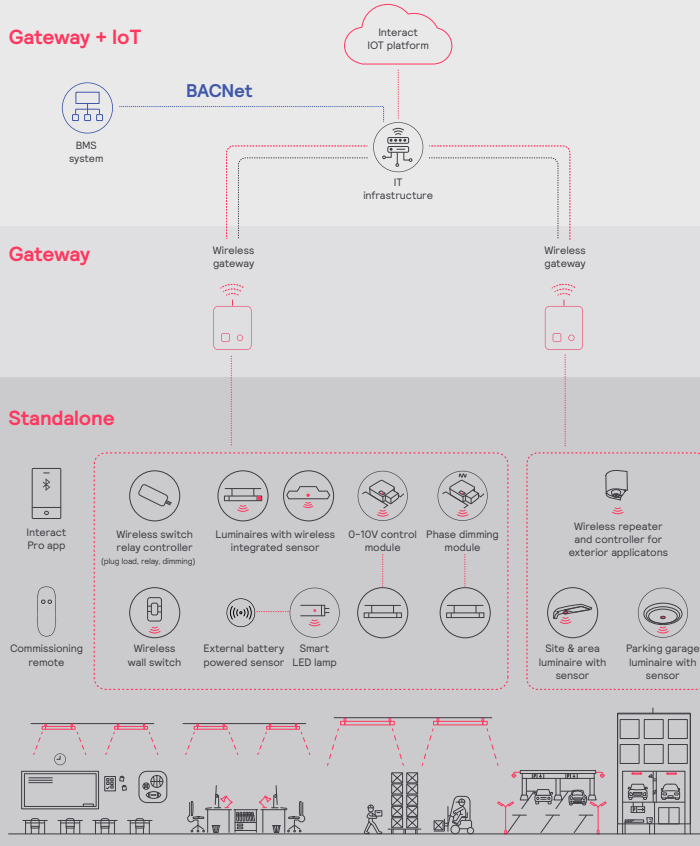 Gateway + IoT
Interact
IOT platform
BACNet
BMS
system
IT
infrastructure
Gateway
Wireless
gateway
Wireless
gateway
Standalone
Interact
Pro app
Wireless switch
relay controller
(plug load, relay, dimming)
Luminaires with wireless
integrated sensor
0-10V control
module
Phase dimming
module
Wireless repeater
and controller for
exterior applicatons
Commissioning
remote
Wireless
wall switch
External battery
powered sensor
Smart
LED lamp
Site & area
luminaire with
sensor
Parking garage
luminaire with
sensor